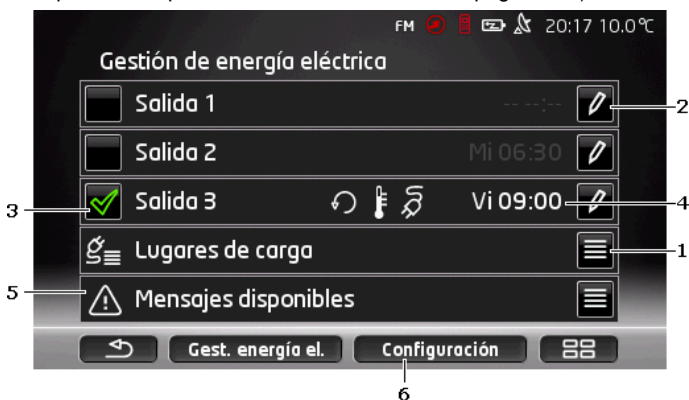 FM 20:17 10.0℃
Gestión de energía eléctrica
Salida 1 -- --:-- 2
Salida 2 Mi 06:30
3 Salida 3 Vi 09:00 4
Lugares de carga 1
5 Mensajes disponibles
Gest. energía el. Configuración
6